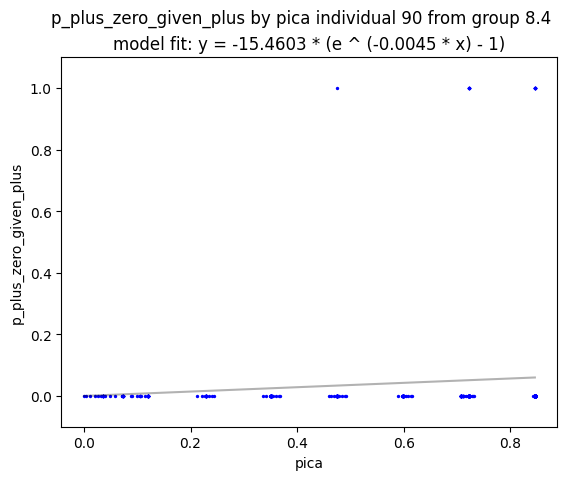 p_plus_zero_given_plus by pica individual 90 from group 8.4
model fit: y = -15.4603 * (e ^ (-0.0045 * x) - 1)
1.0
0.8
0.6
0.4
0.2
0.0
p_plus_zero_given_plus
0.0 0.2 0.4 0.6 0.8
pica